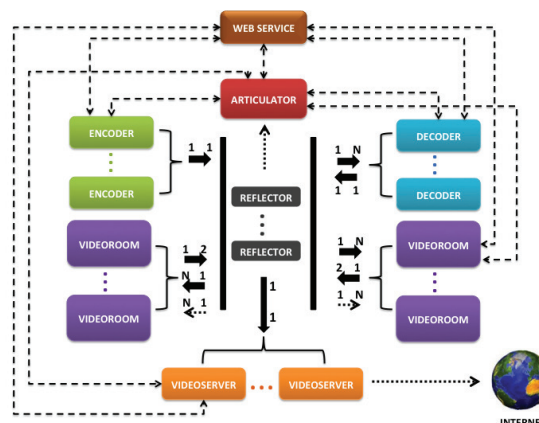 WEB SERVICE
ARTICULATOR
ENCODER
1 1
DECODER
1 N
1 1
ENCODER
REFLECTOR
DECODER
VIDEOROOM
1 2
N 1
N 1
REFLECTOR
1 N
2 1
1 N
VIDEOROOM
VIDEOROOM
1
1
VIDEOROOM
VIDEOSERVER
VIDEOSERVER
INTERNE